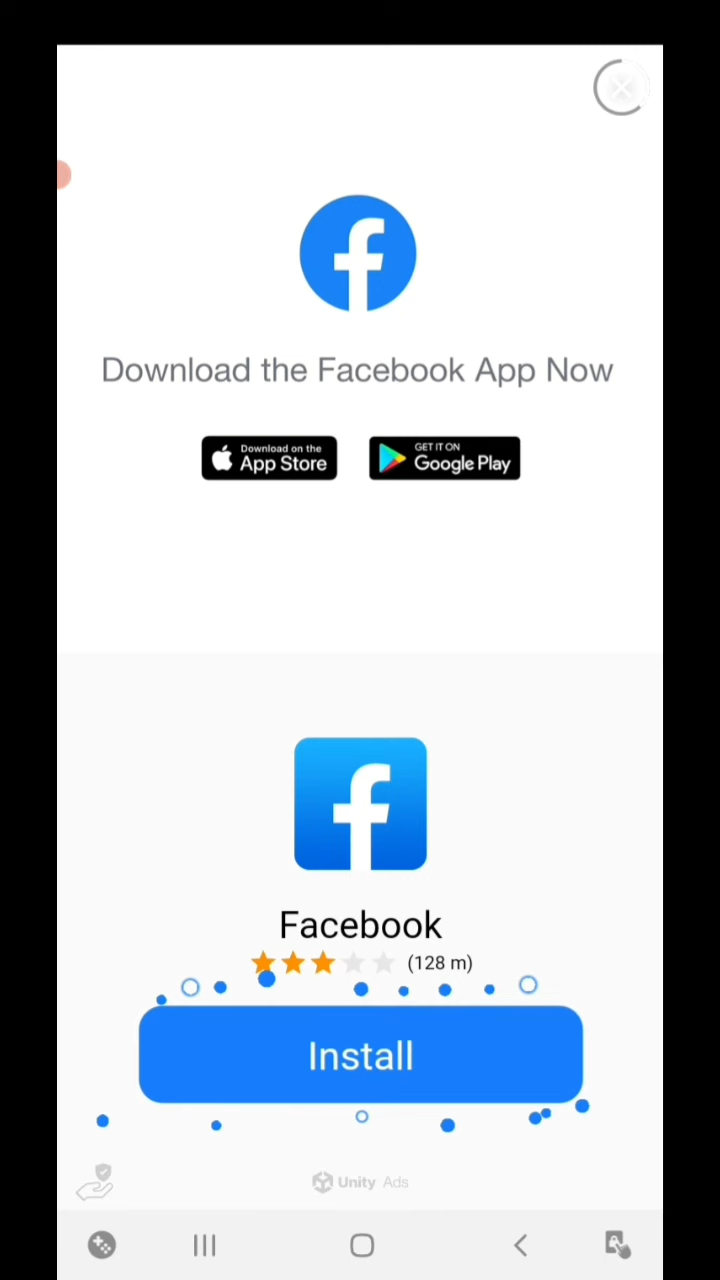 Download the Facebook App Now
Download on the
App Store
GET IT ON
Google Play
Facebook
(128 m)
Install
Unity Ads